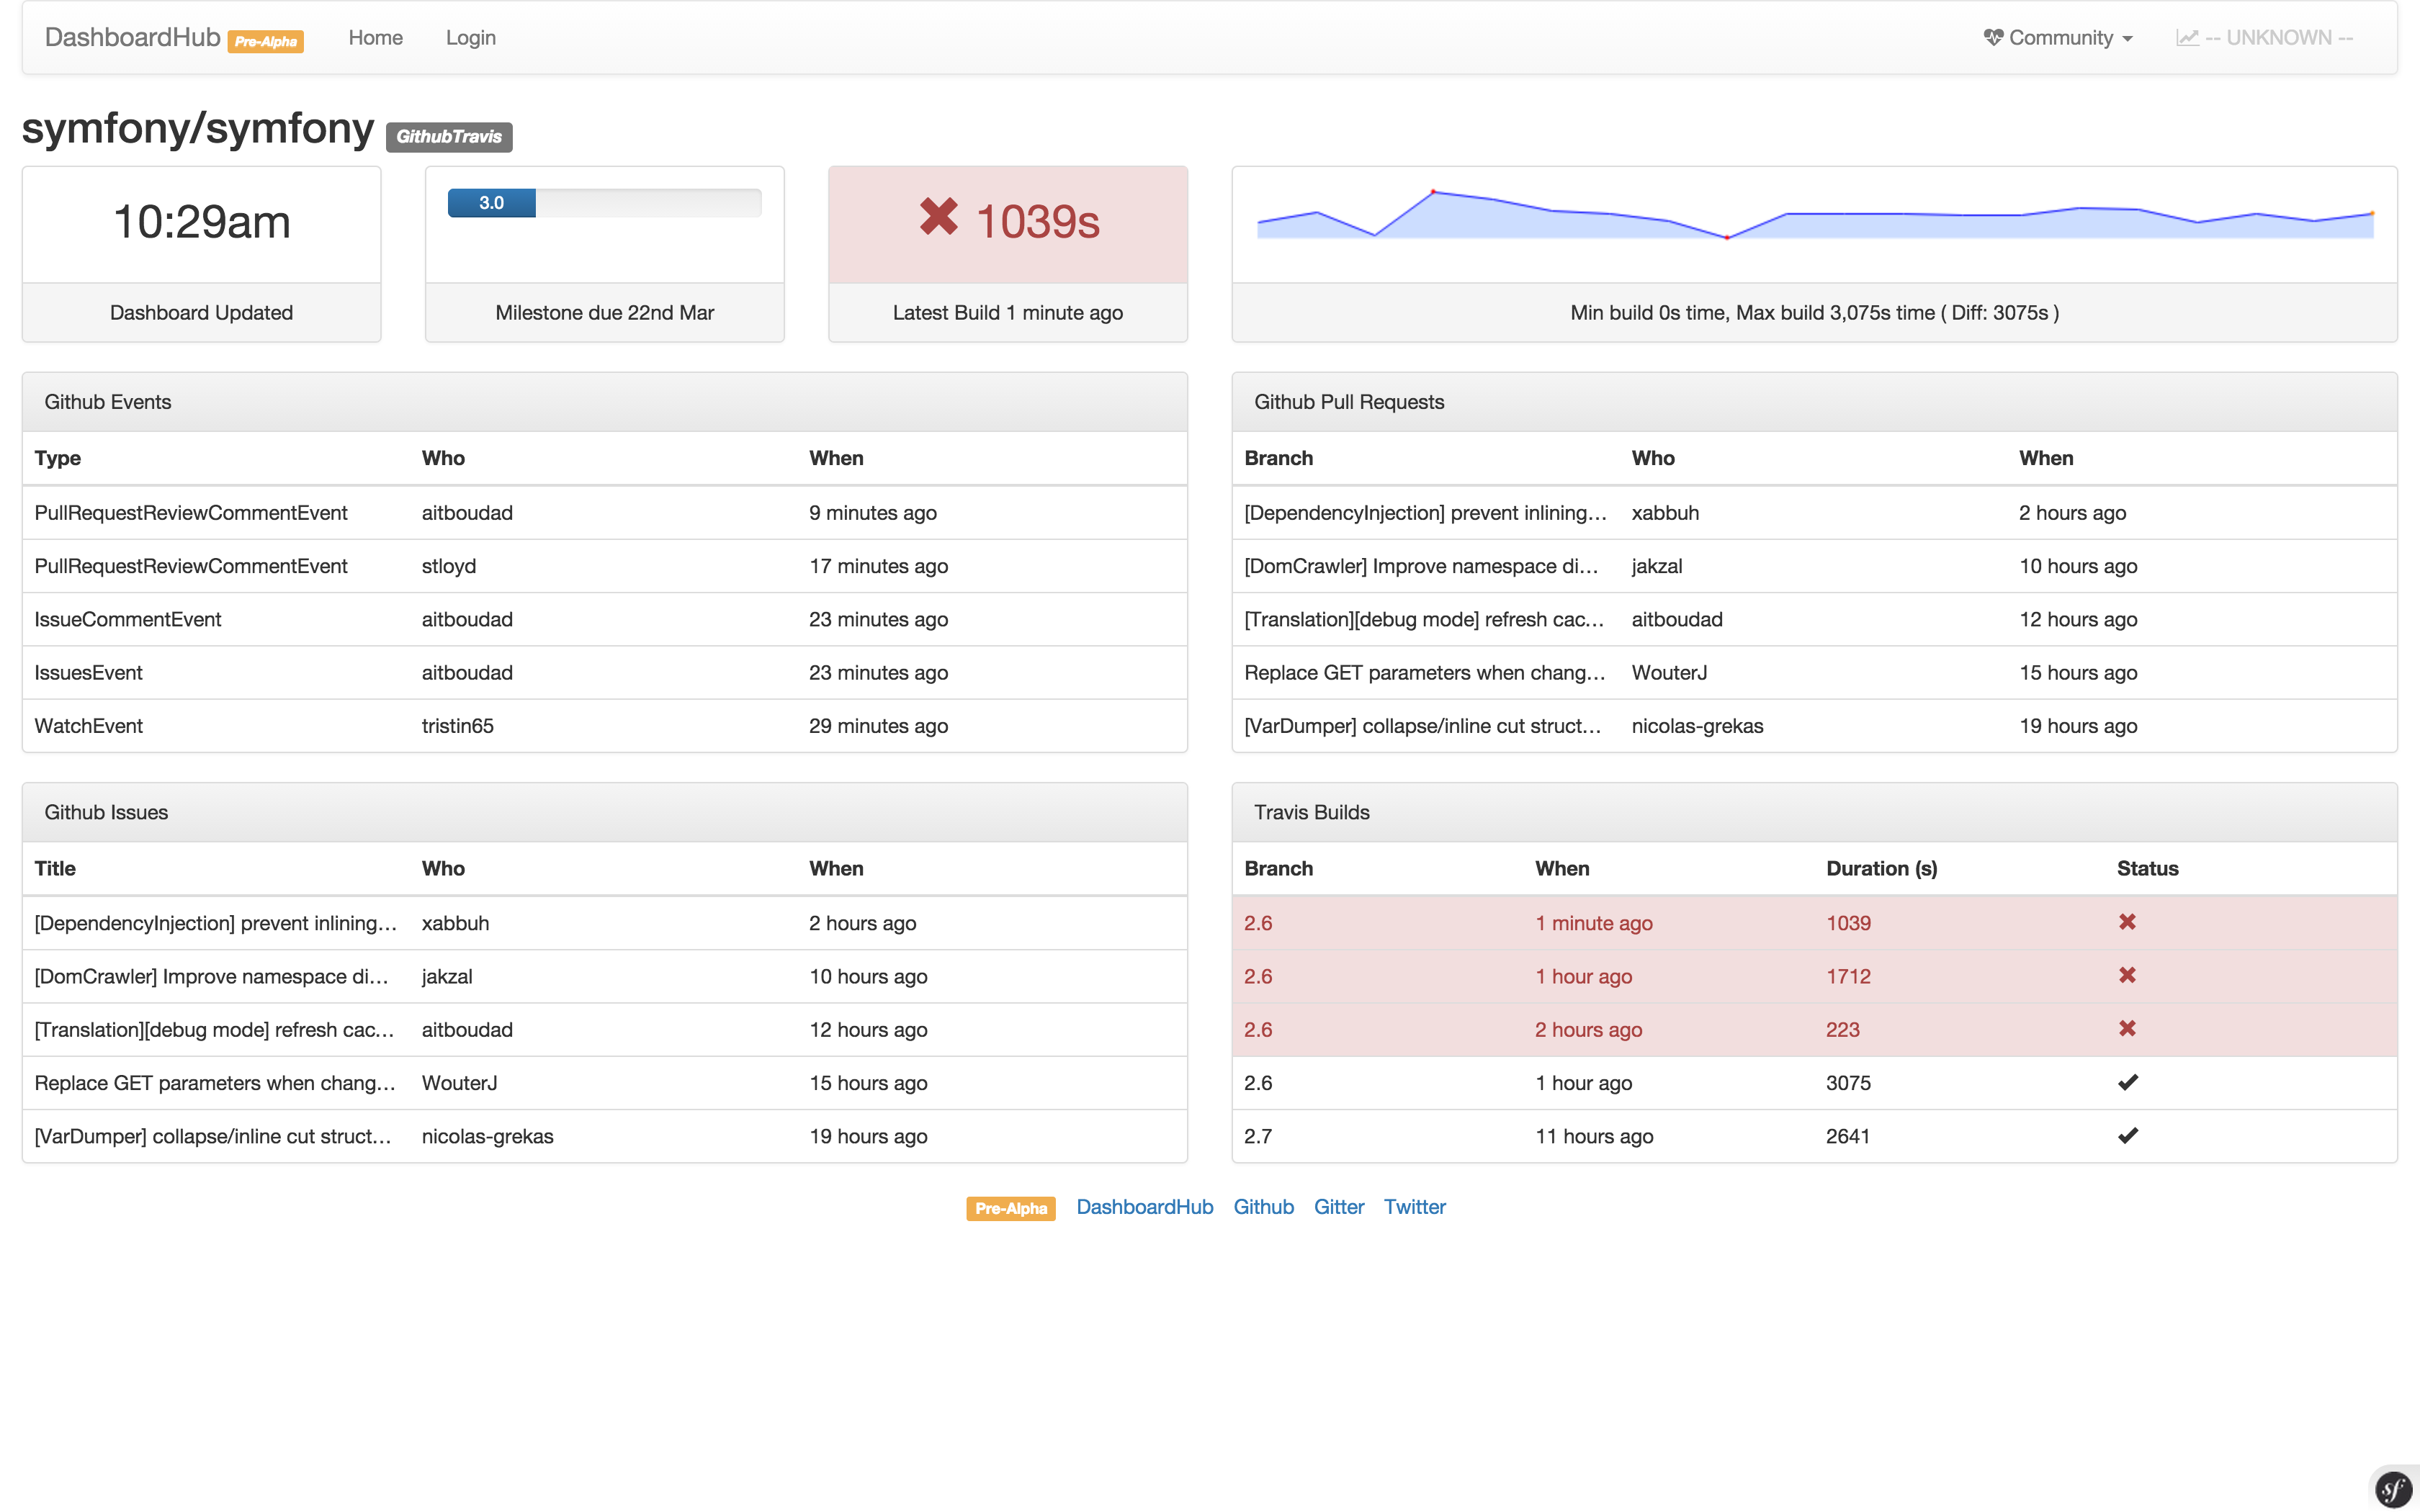 DashboardHub Pre-Alpha Home Login Community -- UNKNOWN --
symfony/symfony GithubTravis
10:29am
Dashboard Updated
3.0
Milestone due 22nd Mar
1039s
Latest Build 1 minute ago
Min build 0s time, Max build 3,075s time ( Diff: 3075s )
Github Events
Type Who When
PullRequestReviewCommentEvent aitboudad 9 minutes ago
PullRequestReviewCommentEvent stloyd 17 minutes ago
IssueCommentEvent aitboudad 23 minutes ago
IssuesEvent aitboudad 23 minutes ago
WatchEvent tristin65 29 minutes ago
Github Pull Requests
Branch Who When
[DependencyInjection] prevent inlining... xabbuh 2 hours ago
[DomCrawler] Improve namespace di... jakzal 10 hours ago
[Translation][debug mode] refresh cac... aitboudad 12 hours ago
Replace GET parameters when chang... WouterJ 15 hours ago
[VarDumper] collapse/inline cut struct... nicolas-grekas 19 hours ago
Github Issues
Title Who When
[DependencyInjection] prevent inlining... xabbuh 2 hours ago
[DomCrawler] Improve namespace di... jakzal 10 hours ago
[Translation][debug mode] refresh cac... aitboudad 12 hours ago
Replace GET parameters when chang... WouterJ 15 hours ago
[VarDumper] collapse/inline cut struct... nicolas-grekas 19 hours ago
Travis Builds
Branch When Duration (s) Status
2.6 1 minute ago 1039
2.6 1 hour ago 1712
2.6 2 hours ago 223
2.6 1 hour ago 3075
2.7 11 hours ago 2641
Pre-Alpha DashboardHub Github Gitter Twitter
sf